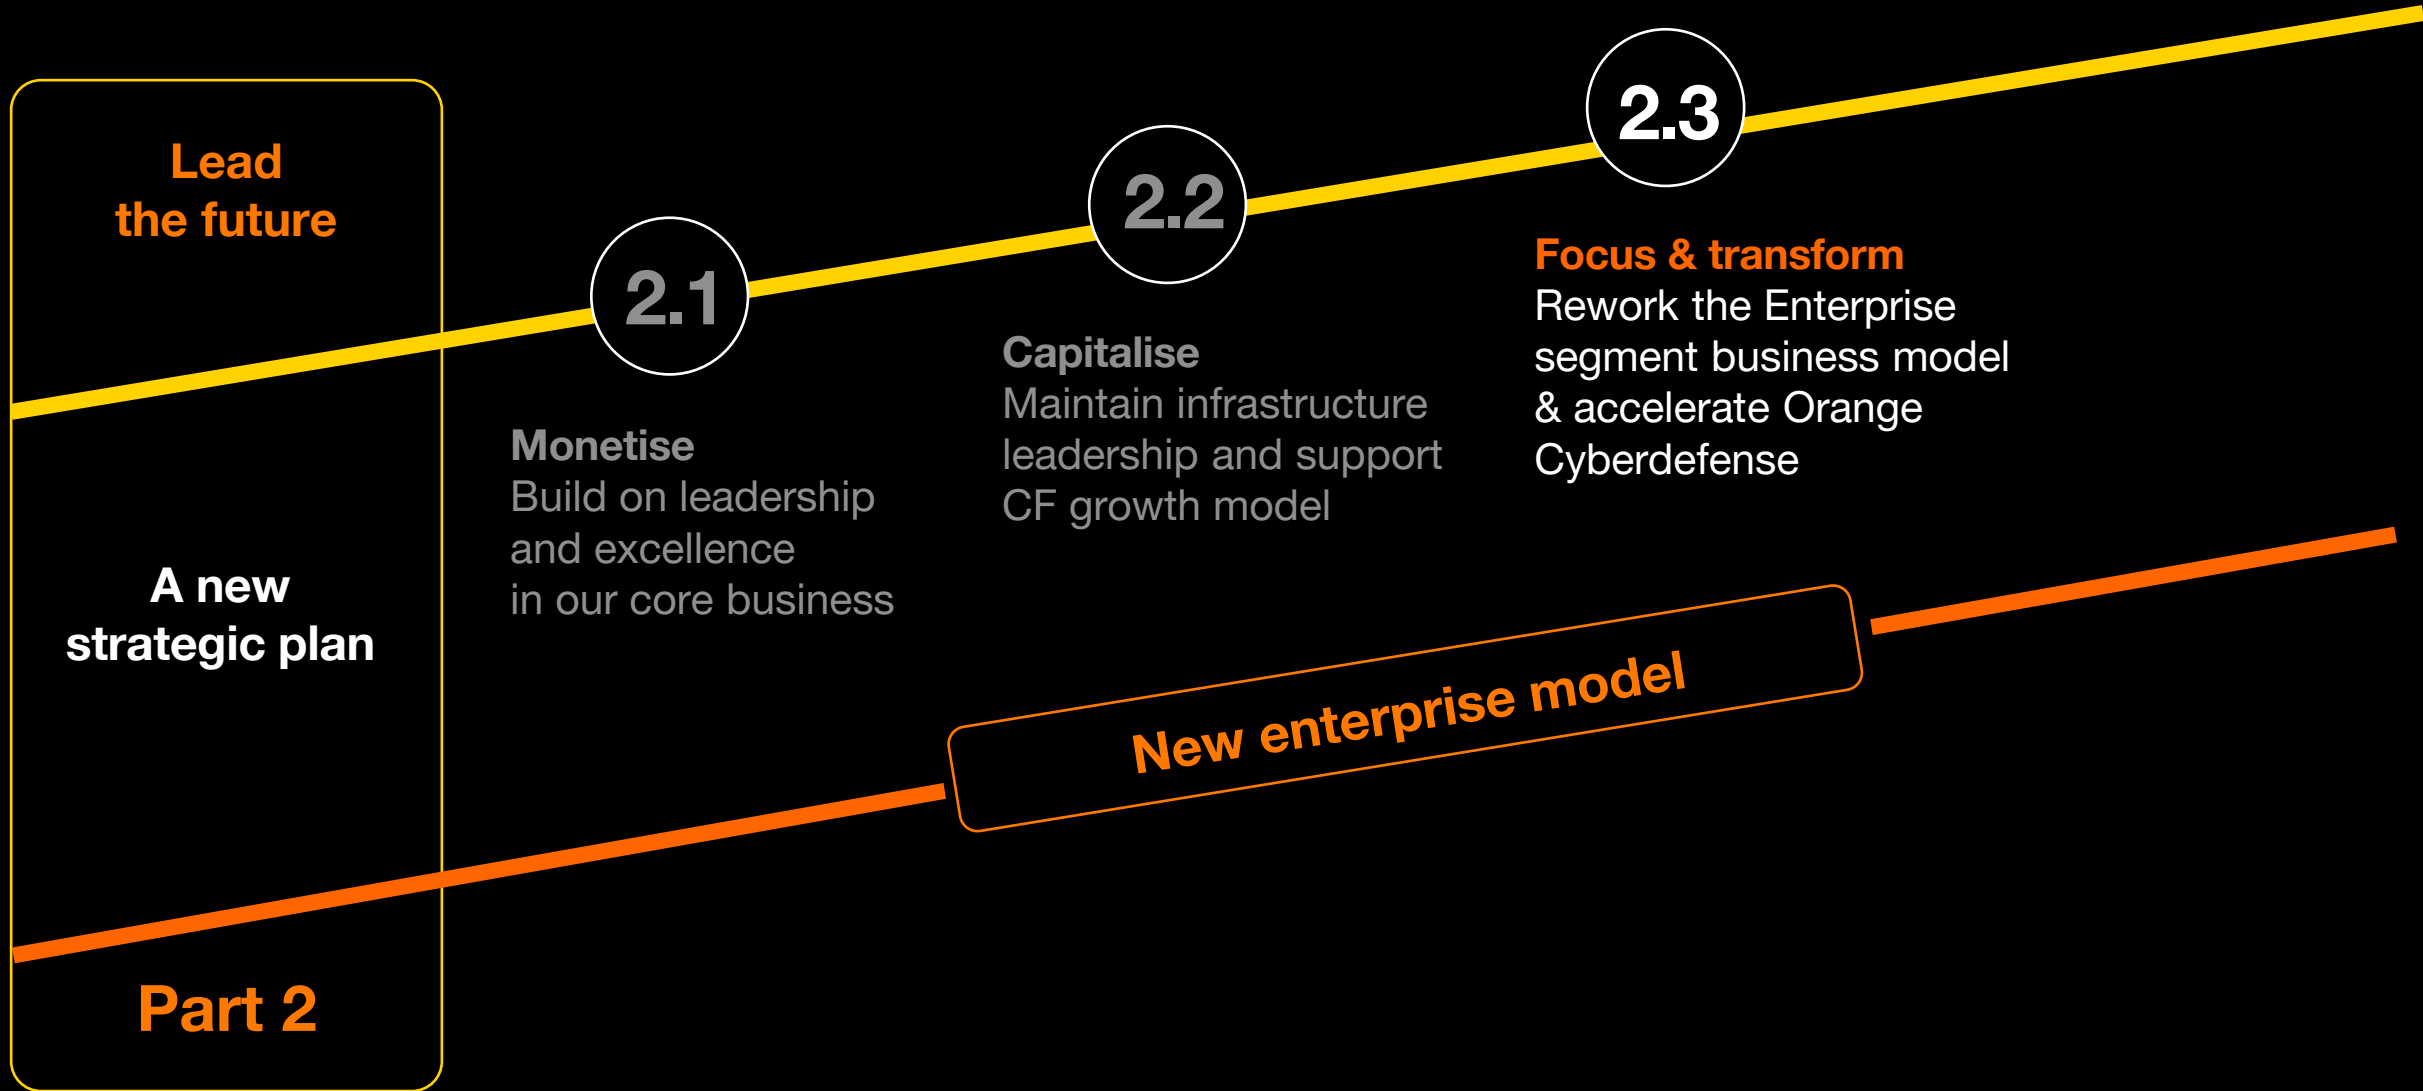 Lead
the future
A new
strategic plan
Part 2
2.1
Monetise
Build on leadership
and excellence
in our core business
2.2
Capitalise
Maintain infrastructure
leadership and support
CF growth model
2.3
Focus & transform
Rework the Enterprise
segment business model
& accelerate Orange
Cyberdefense
New enterprise model